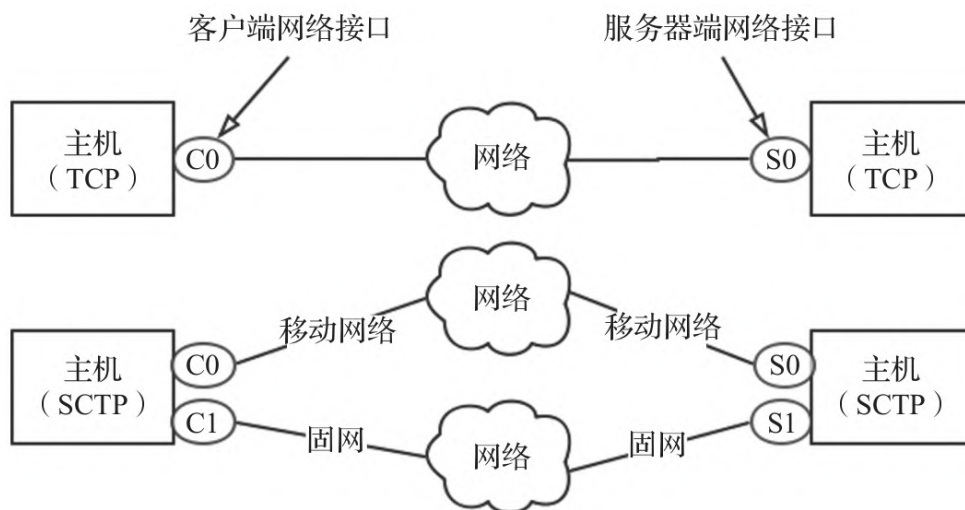 客户端网络接口
服务器端网络接口
主机
（TCP）
C0
网络
S0
主机
（TCP）
网络
移动网络
移动网络
主机
（SCTP）
C0
C1
S0
S1
主机
（SCTP）
固网
网络
固网